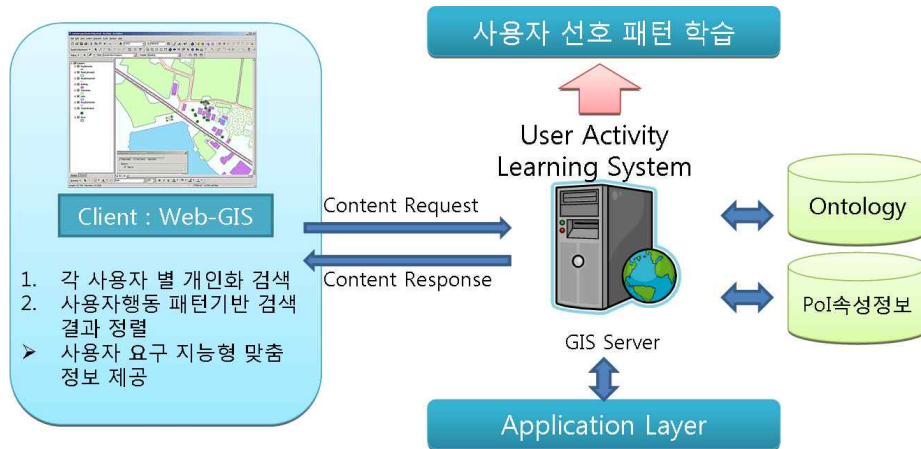 사용자 선호 패턴 학습
User Activity
Learning System
Client : Web-GIS
Content Request
Content Response
1. 각 사용자 별 개인화 검색
2. 사용자행동 패턴기반 검색
결과 정렬
➢ 사용자 요구 지능형 맞춤
정보 제공
GIS Server
Ontology
PoI속성정보
Application Layer